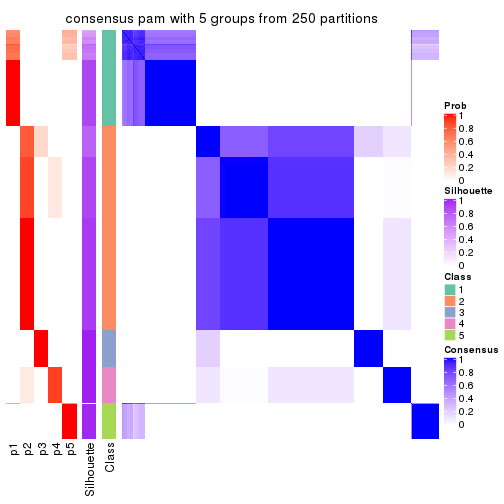 consensus pam with 5 groups from 250 partitions
Prob
1
0.8
0.6
0.4
0.2
0
Silhouette
1
0.8
0.6
0.4
0.2
0
Class
1
2
3
4
5
Consensus
1
0.8
0.6
0.4
0.2
0
p1
p2
p3
p4
p5
Silhouette
Class